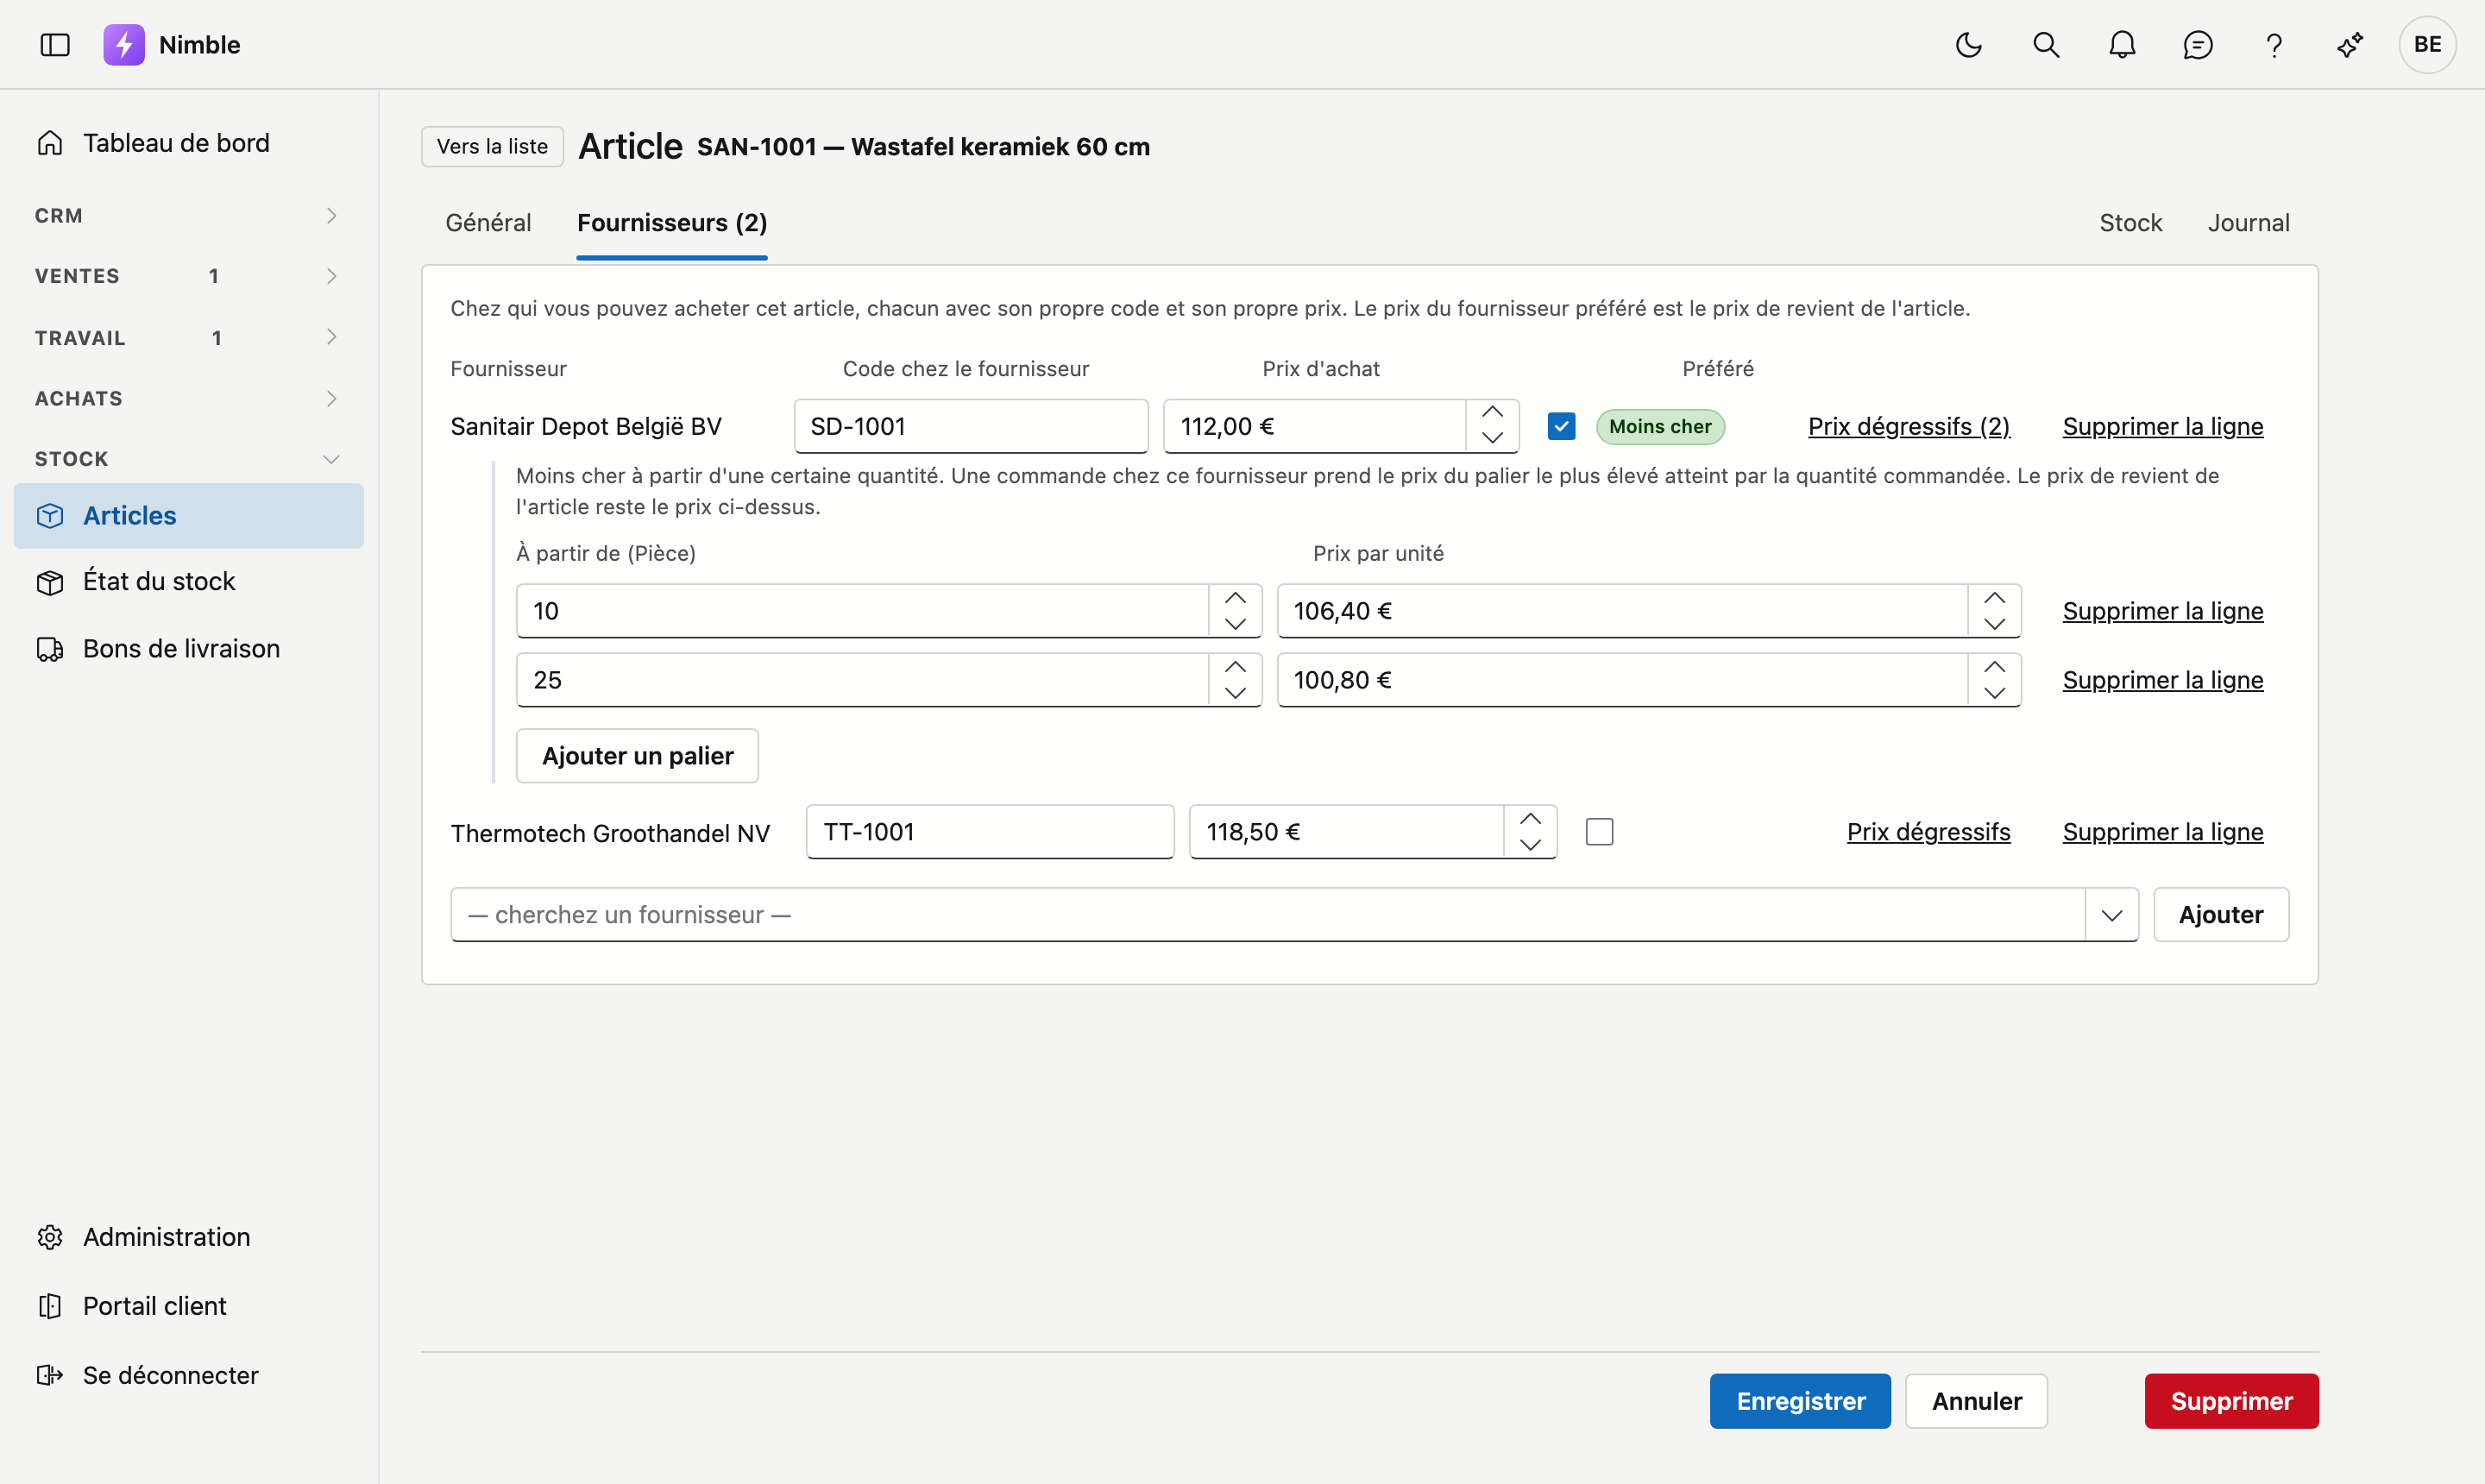 Nimble
BE
Tableau de bord
CRM
VENTES 1
TRAVAIL 1
ACHATS
STOCK
Articles
État du stock
Bons de livraison
Administration
Portail client
Se déconnecter
Vers la liste Article SAN-1001 — Wastafel keramiek 60 cm
Général Fournisseurs (2) Stock Journal
Chez qui vous pouvez acheter cet article, chacun avec son propre code et son propre prix. Le prix du fournisseur préféré est le prix de revient de l'article.
Fournisseur Code chez le fournisseur Prix d'achat Préféré
Sanitair Depot België BV SD-1001 112,00 € Moins cher Prix dégressifs (2) Supprimer la ligne
Moins cher à partir d'une certaine quantité. Une commande chez ce fournisseur prend le prix du palier le plus élevé atteint par la quantité commandée. Le prix de revient de
l'article reste le prix ci-dessus.
À partir de (Pièce) Prix par unité
10 106,40 € Supprimer la ligne
25 100,80 € Supprimer la ligne
Ajouter un palier
Thermotech Groothandel NV TT-1001 118,50 € Prix dégressifs Supprimer la ligne
— cherchez un fournisseur — Ajouter
Enregistrer Annuler Supprimer